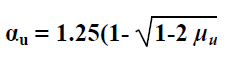 αᵤ = 1.25(1- √1-2 μᵤ